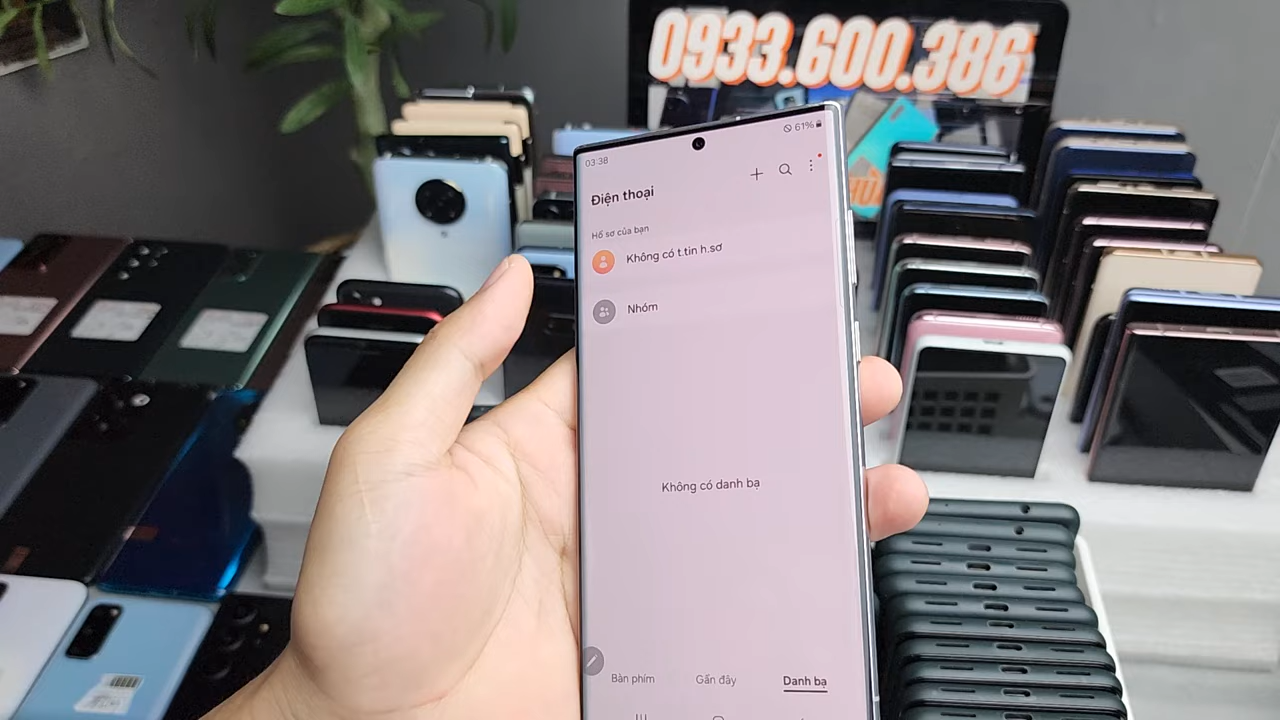 0933.600.386
03:38
61%
Điện thoại
Hồ sơ của bạn
Không có t.tin h.sơ
Nhóm
Không có danh bạ
Bàn phím
Gần đây
Danh bạ